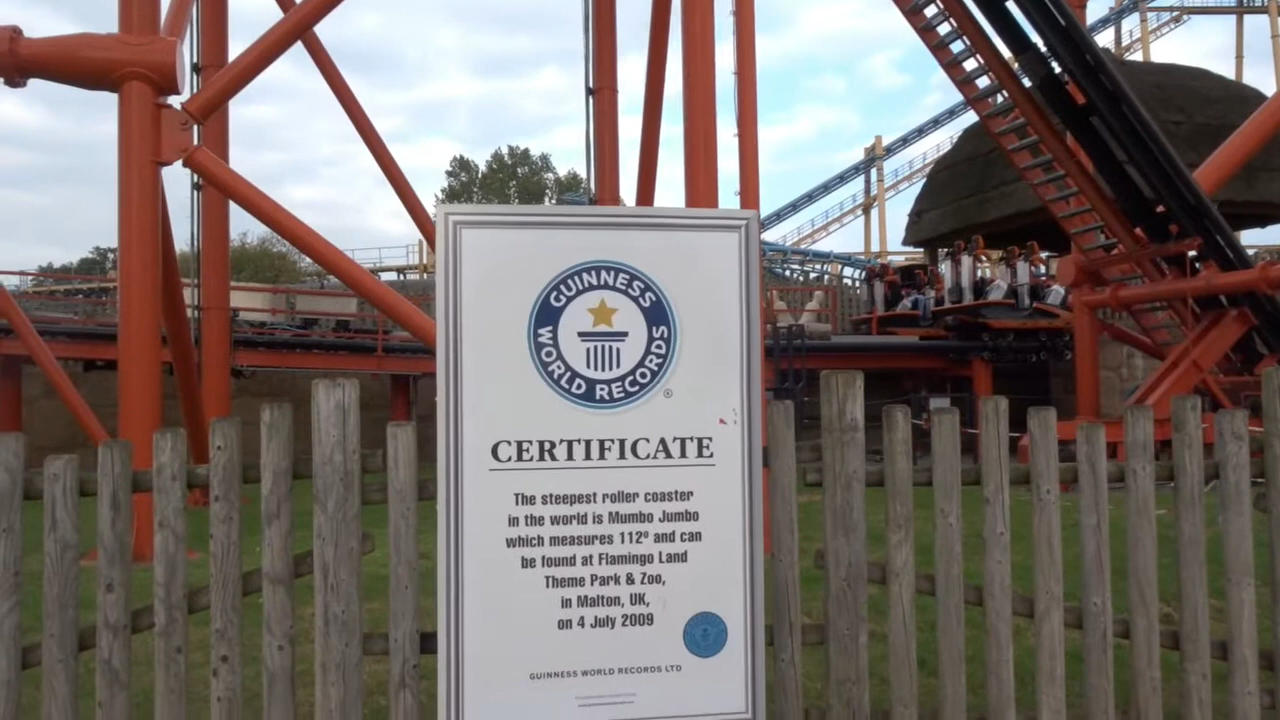 GUINNESS
WORLD RECORDS
®
CERTIFICATE
The steepest roller coaster
in the world is Mumbo Jumbo
which measures 112º and can
be found at Flamingo Land
Theme Park & Zoo,
in Malton, UK,
on 4 July 2009
GUINNESS WORLD RECORDS LTD